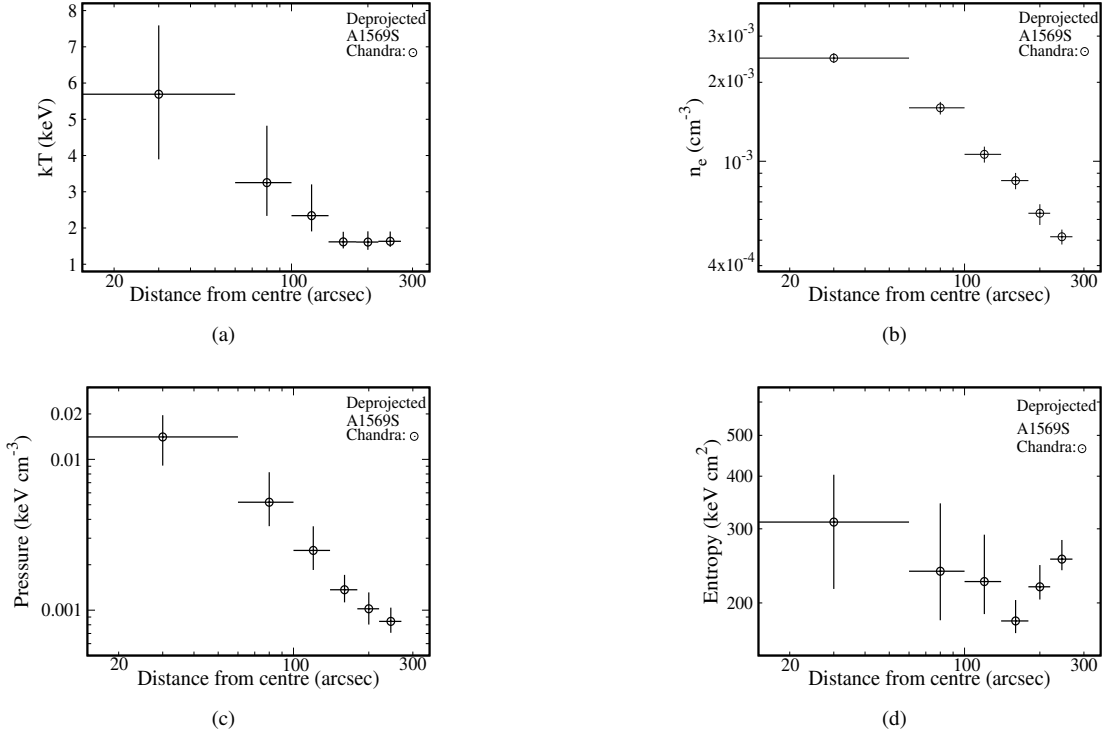 8
7
6
5
4
3
2
1
kT (keV)
Deprojected
A1569S
Chandra: ⊙
20 100 300
Distance from centre (arcsec)
(a)
3x10⁻³
2x10⁻³
10⁻³
4x10⁻⁴
nₑ (cm⁻³)
Deprojected
A1569S
Chandra: ⊙
20 100 300
Distance from centre (arcsec)
(b)
0.02
0.01
0.001
Pressure (keV cm⁻³)
Deprojected
A1569S
Chandra: ⊙
20 100 300
Distance from centre (arcsec)
(c)
500
400
300
200
Entropy (keV cm²)
Deprojected
A1569S
Chandra: ⊙
20 100 300
Distance from centre (arcsec)
(d)